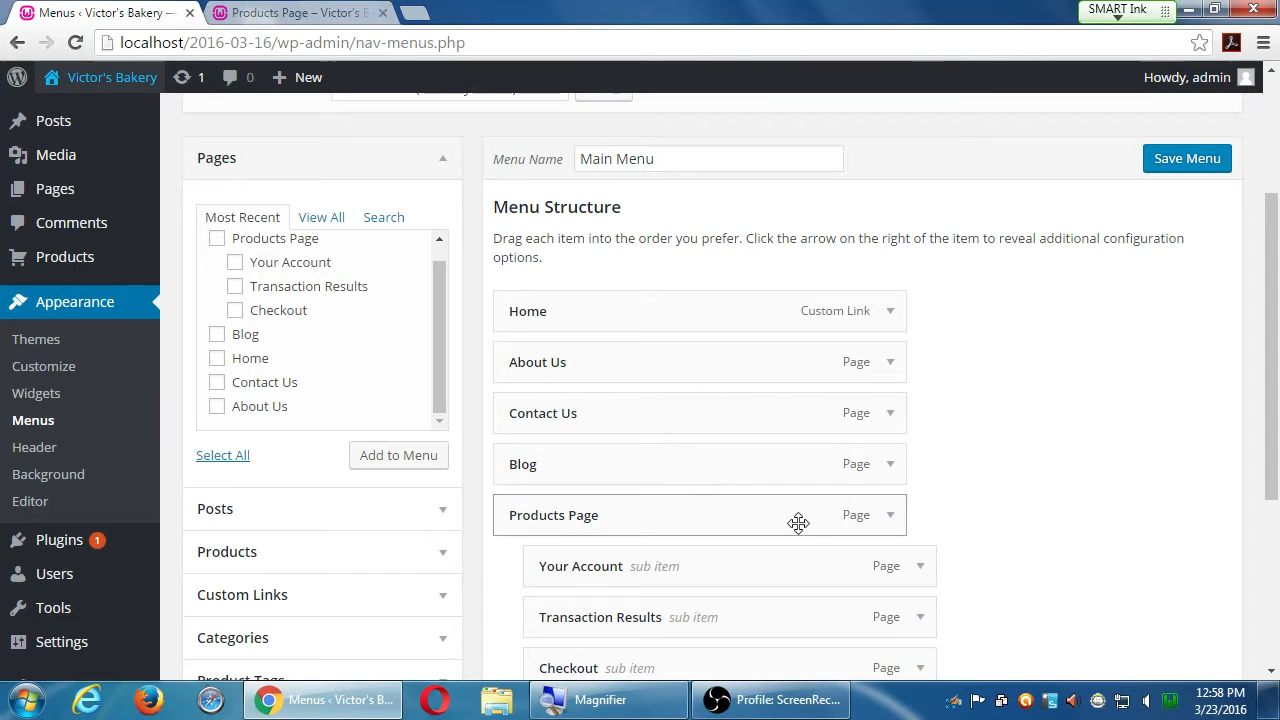 Menus ‹ Victor's Bakery —
Products Page – Victor's B
SMART Ink
localhost/2016-03-16/wp-admin/nav-menus.php
Victor's Bakery
1
0
New
Howdy, admin
Posts
Media
Pages
Comments
Products
Appearance
Themes
Customize
Widgets
Menus
Header
Background
Editor
Plugins 1
Users
Tools
Settings
Pages
Most Recent
View All
Search
Products Page
Your Account
Transaction Results
Checkout
Blog
Home
Contact Us
About Us
Select All
Add to Menu
Posts
Products
Custom Links
Categories
Product Tags
Menu Name
Main Menu
Save Menu
Menu Structure
Drag each item into the order you prefer. Click the arrow on the right of the item to reveal additional configuration
options.
Home Custom Link
About Us Page
Contact Us Page
Blog Page
Products Page Page
Your Account sub item Page
Transaction Results sub item Page
Checkout sub item Page
Menus ‹ Victor's B...
Magnifier
Profile: ScreenRec...
12:58 PM
3/23/2016